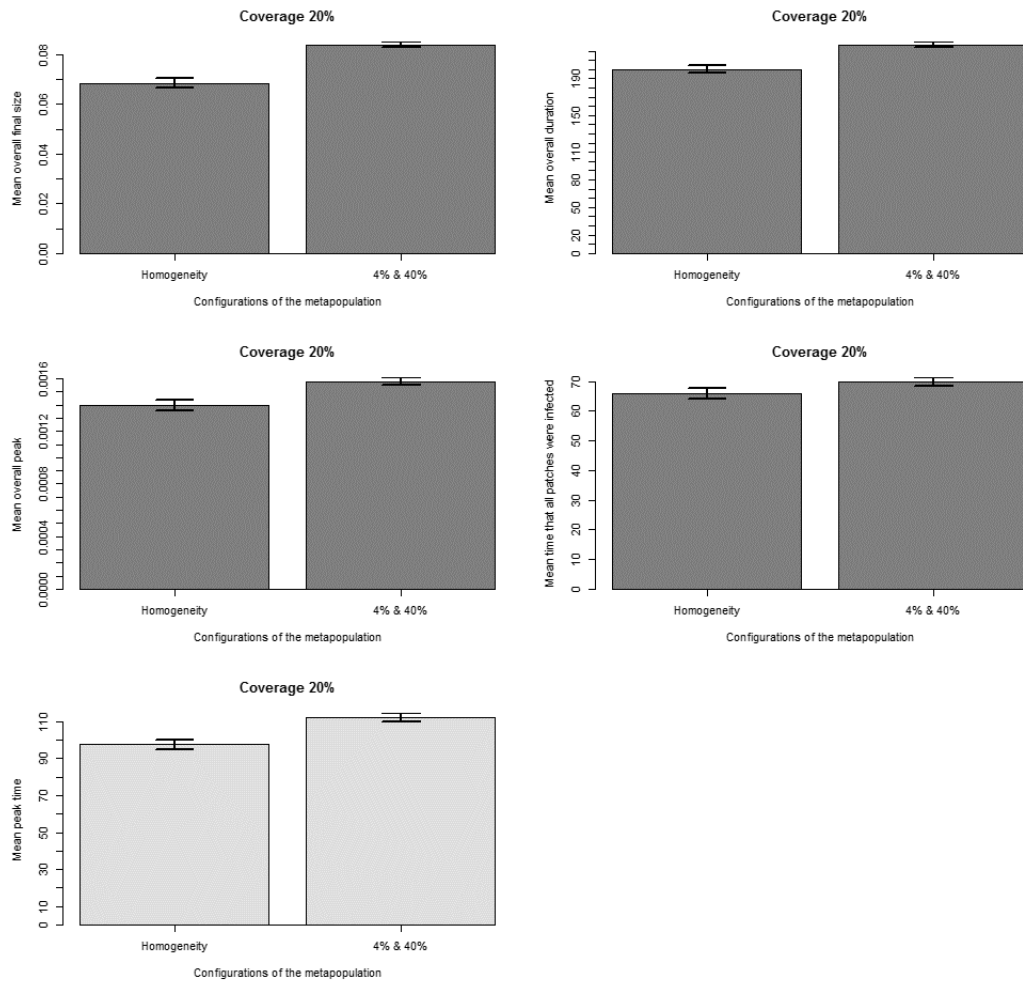 Coverage 20%
Mean overall final size
0.00
0.02
0.04
0.06
0.08
Homogeneity
4% & 40%
Configurations of the metapopulation
Coverage 20%
Mean overall duration
0
20
50
80
110
150
190
Homogeneity
4% & 40%
Configurations of the metapopulation
Coverage 20%
Mean overall peak
0.0000
0.0004
0.0008
0.0012
0.0016
Homogeneity
4% & 40%
Configurations of the metapopulation
Coverage 20%
Mean time that all patches were infected
0
10
20
30
40
50
60
70
Homogeneity
4% & 40%
Configurations of the metapopulation
Coverage 20%
Mean peak time
0
10
30
50
70
90
110
Homogeneity
4% & 40%
Configurations of the metapopulation